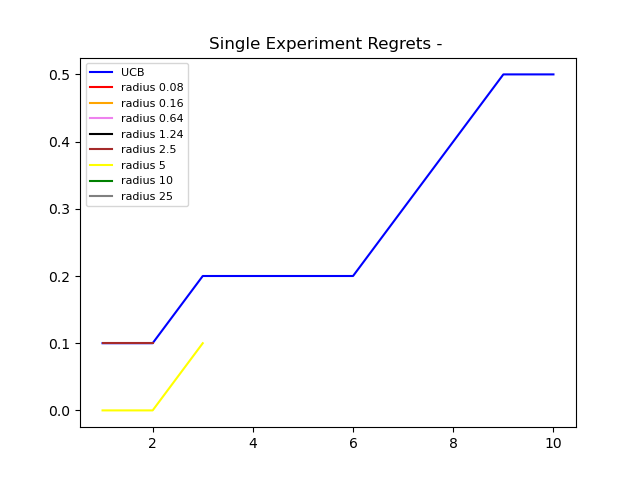 Single Experiment Regrets -
UCB
radius 0.08
radius 0.16
radius 0.64
radius 1.24
radius 2.5
radius 5
radius 10
radius 25
0.5
0.4
0.3
0.2
0.1
0.0
2 4 6 8 10